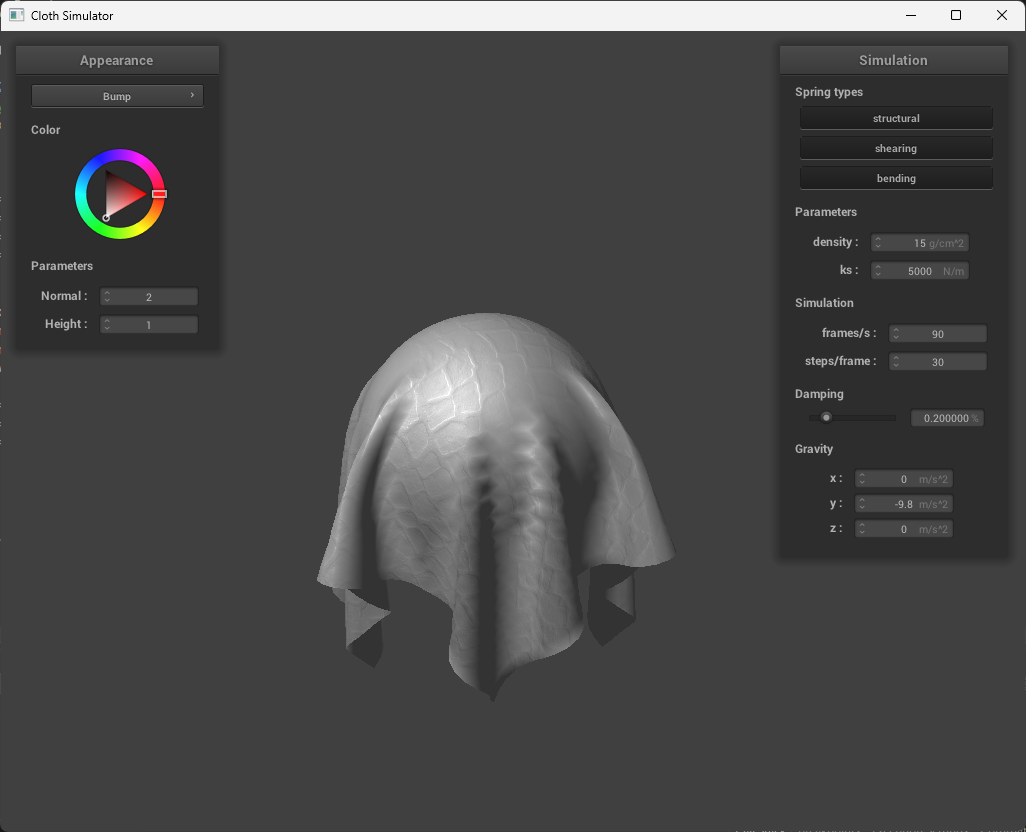 Cloth Simulator
Appearance
Bump
Color
Parameters
Normal : 2
Height : 1
Simulation
Spring types
structural
shearing
bending
Parameters
density : 15 g/cm^2
ks : 5000 N/m
Simulation
frames/s : 90
steps/frame : 30
Damping
0.200000 %
Gravity
x : 0 m/s^2
y : -9.8 m/s^2
z : 0 m/s^2